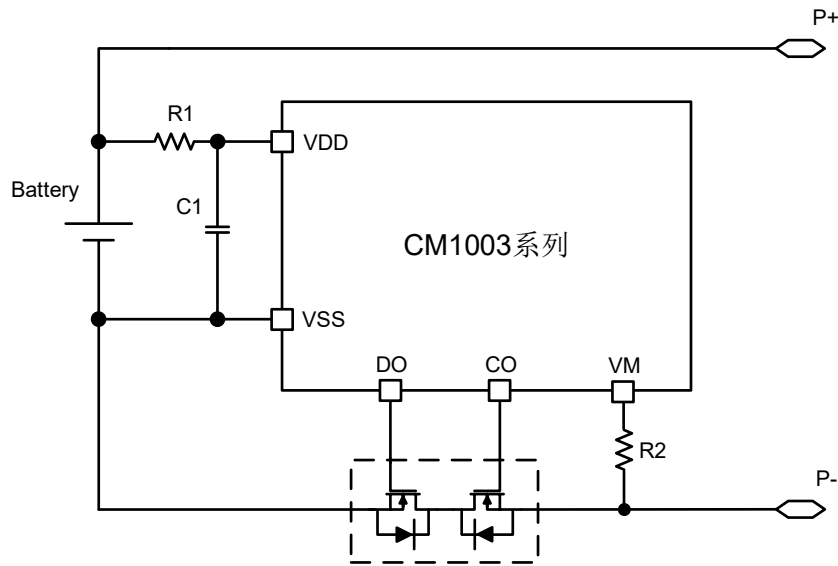 P+
R1
VDD
Battery
C1
CM1003系列
VSS
DO
CO
VM
R2
P-